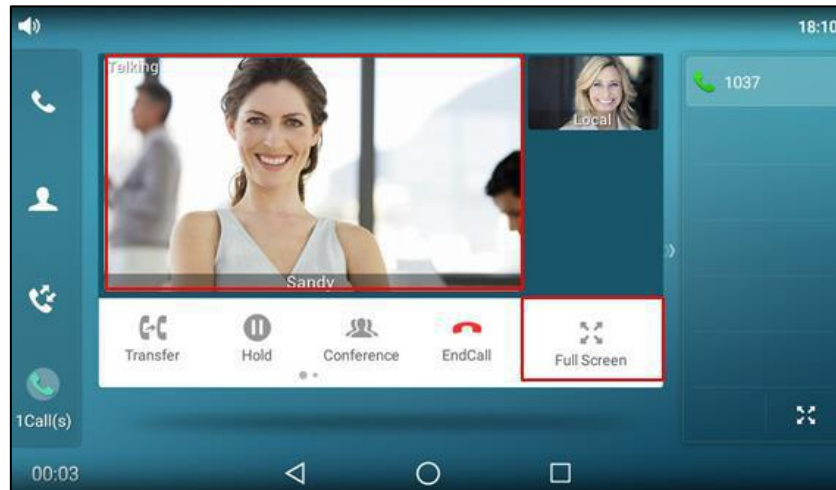 18:10
Talking
Local
1037
Sandy
Transfer
Hold
Conference
EndCall
Full Screen
1Call(s)
00:03